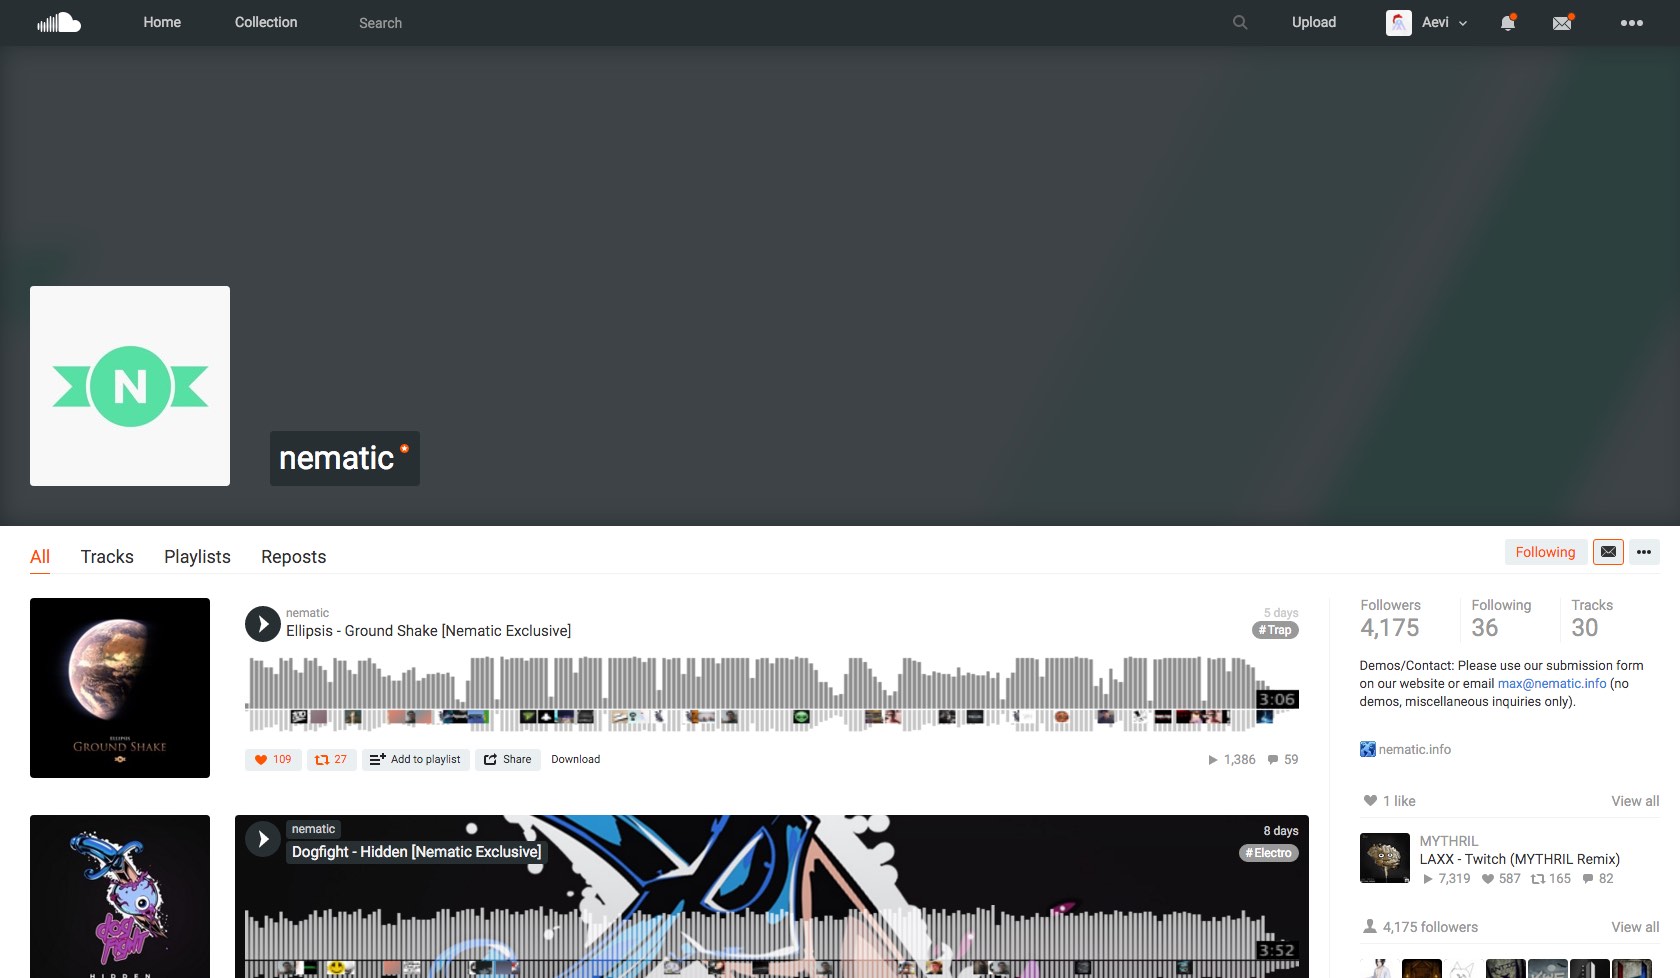 Home
Collection
Search
Upload
Aevi
N
nematic
All
Tracks
Playlists
Reposts
Following
nematic
Ellipsis - Ground Shake [Nematic Exclusive]
5 days
# Trap
3:06
ELLIPSIS
GROUND SHAKE
109
27
Add to playlist
Share
Download
1,386
59
nematic
Dogfight - Hidden [Nematic Exclusive]
8 days
# Electro
3:52
dog fight
HIDDEN
Followers
4,175
Following
36
Tracks
30
Demos/Contact: Please use our submission form
on our website or email max@nematic.info (no
demos, miscellaneous inquiries only).
nematic.info
1 like
View all
MYTHRIL
LAXX - Twitch (MYTHRIL Remix)
7,319
587
165
82
4,175 followers
View all